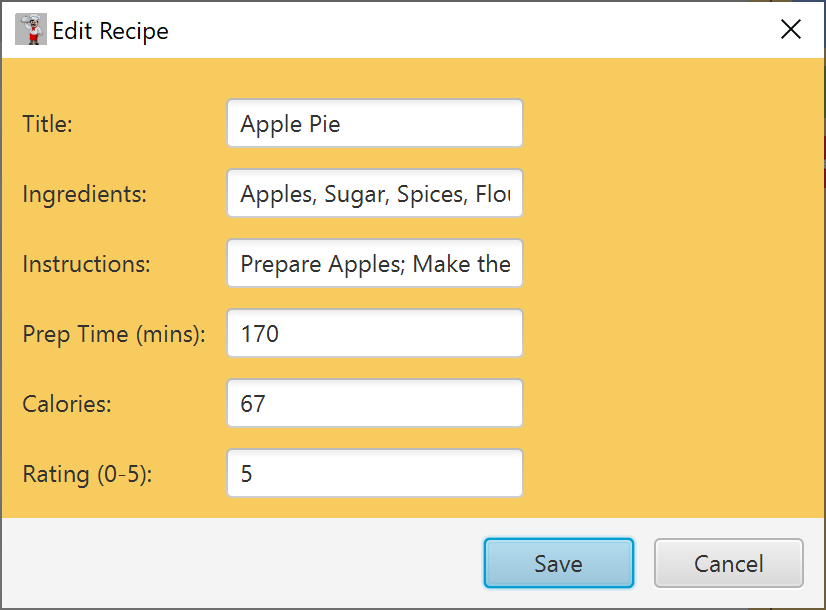 Edit Recipe
Title: Apple Pie
Ingredients: Apples, Sugar, Spices, Flou
Instructions: Prepare Apples; Make the
Prep Time (mins): 170
Calories: 67
Rating (0-5): 5
Save Cancel